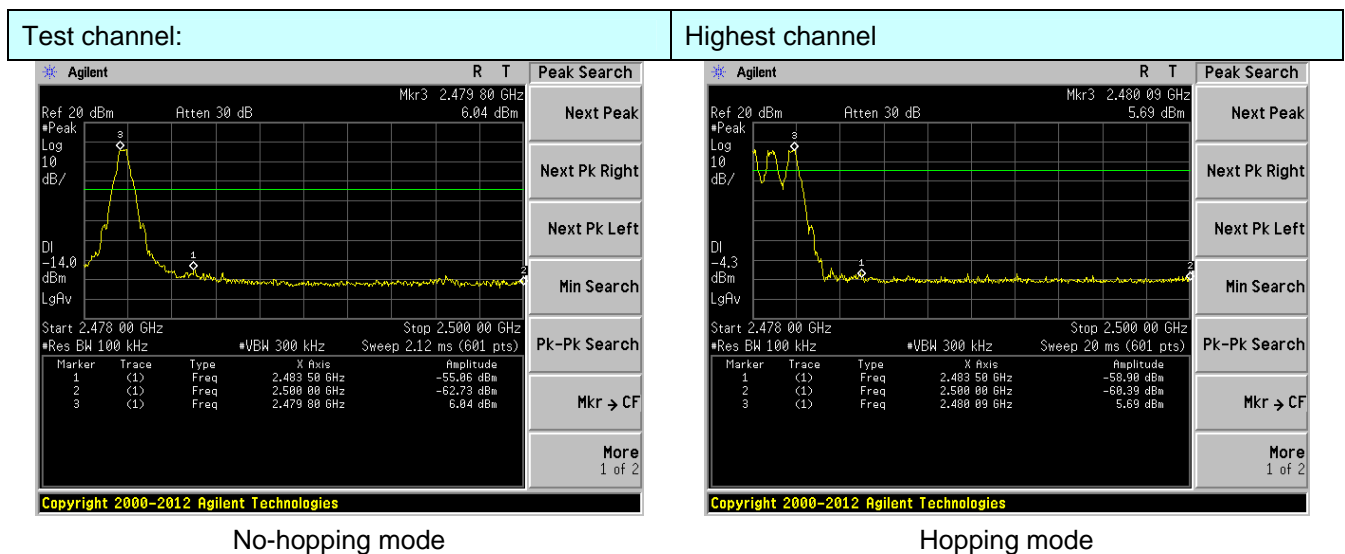 Test channel:
Highest channel
Agilent
R T
Peak Search
Mkr3 2.479 80 GHz
Ref 20 dBm
Atten 30 dB
6.04 dBm
#Peak
Log
10
dB/
DI
-14.0
dBm
LgAv
3
1
2
Start 2.478 00 GHz
Stop 2.500 00 GHz
#Res BW 100 kHz
#VBW 300 kHz
Sweep 2.12 ms (601 pts)
Marker Trace Type X Axis Amplitude
1 (1) Freq 2.483 50 GHz -55.06 dBm
2 (1) Freq 2.500 00 GHz -62.73 dBm
3 (1) Freq 2.479 80 GHz 6.04 dBm
Next Peak
Next Pk Right
Next Pk Left
Min Search
Pk-Pk Search
Mkr → CF
More
1 of 2
Copyright 2000-2012 Agilent Technologies
No-hopping mode
Agilent
R T
Peak Search
Mkr3 2.480 09 GHz
Ref 20 dBm
Atten 30 dB
5.69 dBm
#Peak
Log
10
dB/
DI
-4.3
dBm
LgAv
3
1
2
Start 2.478 00 GHz
Stop 2.500 00 GHz
#Res BW 100 kHz
#VBW 300 kHz
Sweep 20 ms (601 pts)
Marker Trace Type X Axis Amplitude
1 (1) Freq 2.483 50 GHz -58.90 dBm
2 (1) Freq 2.500 00 GHz -60.39 dBm
3 (1) Freq 2.480 09 GHz 5.69 dBm
Next Peak
Next Pk Right
Next Pk Left
Min Search
Pk-Pk Search
Mkr → CF
More
1 of 2
Copyright 2000-2012 Agilent Technologies
Hopping mode